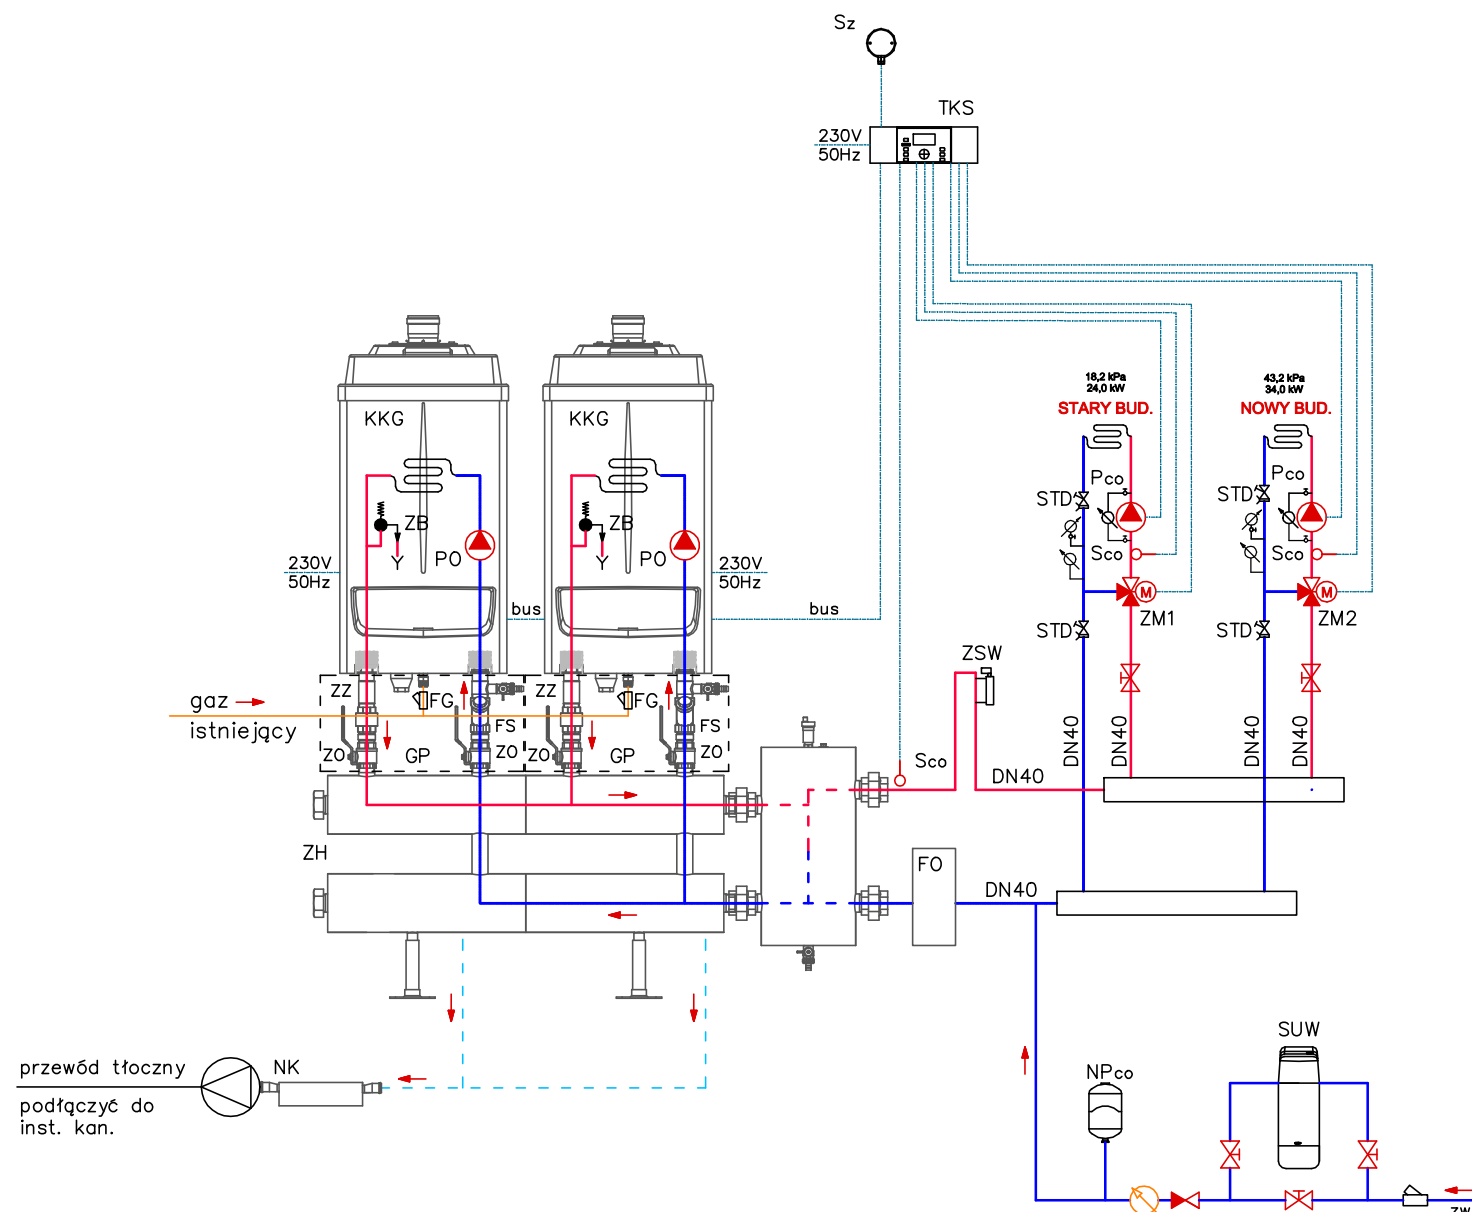 Sz
TKS
230V
50Hz
18,2 kPa
24,0 kW
STARY BUD.
43,2 kPa
34,0 kW
NOWY BUD.
KKG
KKG
Pco
Pco
STD
STD
ZB
ZB
PO
PO
Sco
Sco
230V
50Hz
230V
50Hz
M
M
bus
bus
ZM1
ZM2
STD
STD
ZSW
ZZ
FG
ZZ
FG
gaz
istniejący
FS
FS
ZO
GP
ZO
ZO
GP
ZO
DN40
DN40
DN40
DN40
Sco
DN40
ZH
FO
DN40
SUW
przewód tłoczny
NK
NPco
podłączyć do
inst. kan.
zw